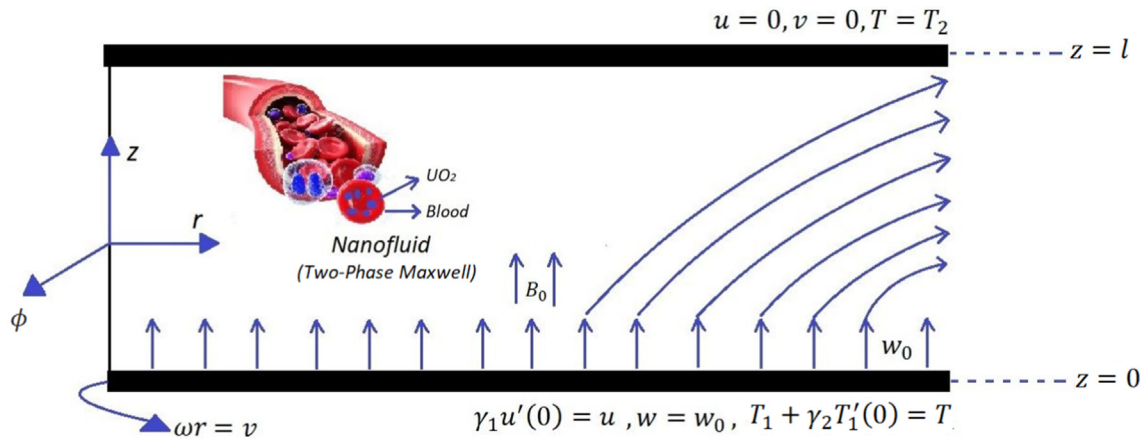 u = 0, v = 0, T = T₂
z = l
z
UO₂
Blood
r
Nanofluid
(Two-Phase Maxwell)
B₀
ϕ
w₀
z = 0
γ₁u′(0) = u , w = w₀ , T₁ + γ₂T₁′(0) = T
ωr = v